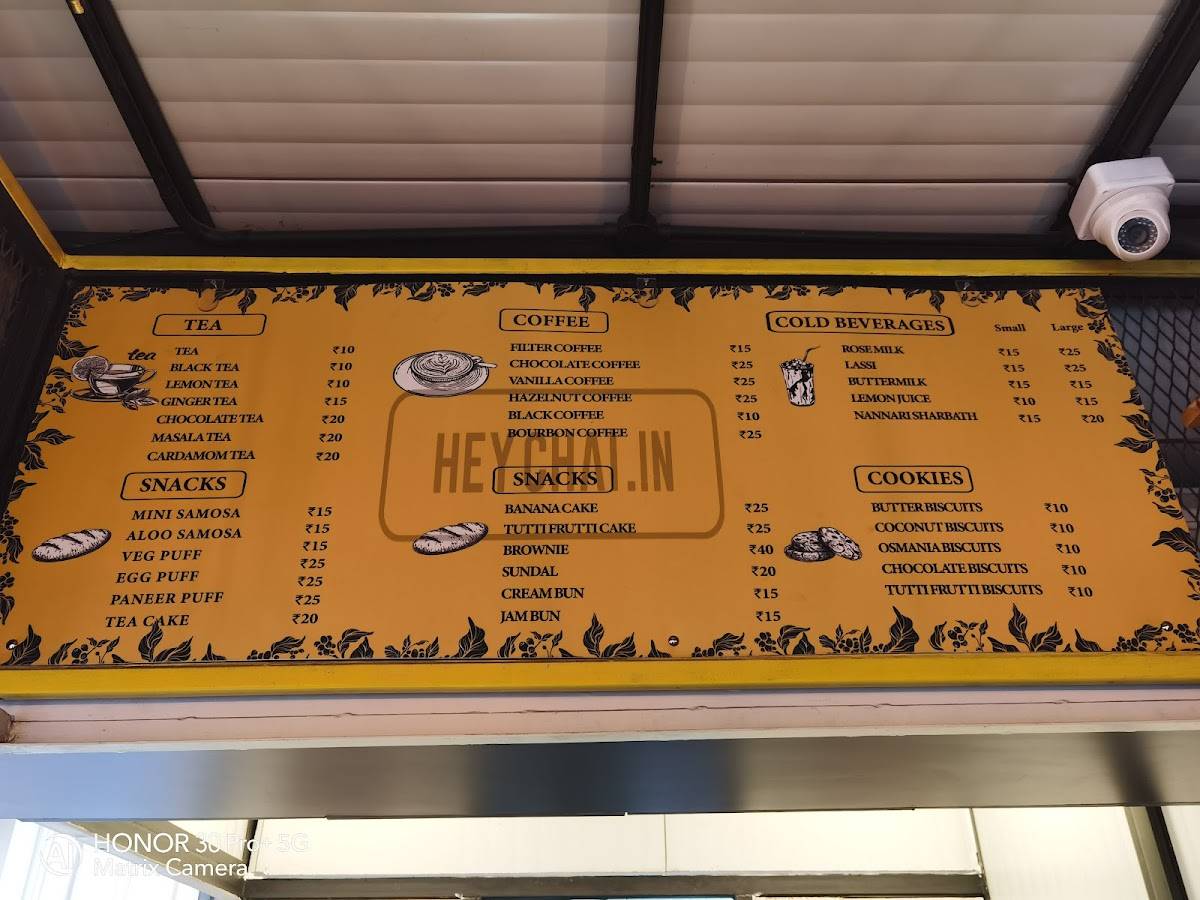 TEA
tea
TEA ₹10
BLACK TEA ₹10
LEMON TEA ₹10
GINGER TEA ₹15
CHOCOLATE TEA ₹20
MASALA TEA ₹20
CARDAMOM TEA ₹20
SNACKS
MINI SAMOSA ₹15
ALOO SAMOSA ₹15
VEG PUFF ₹15
₹25
EGG PUFF ₹25
PANEER PUFF ₹25
TEA CAKE ₹20
COFFEE
FILTER COFFEE ₹15
CHOCOLATE COFFEE ₹25
VANILLA COFFEE ₹25
HAZELNUT COFFEE ₹25
BLACK COFFEE ₹10
BOURBON COFFEE ₹25
HEYCHAI.IN
SNACKS
BANANA CAKE ₹25
TUTTI FRUTTI CAKE ₹25
BROWNIE ₹40
SUNDAL ₹20
CREAM BUN ₹15
JAM BUN ₹15
COLD BEVERAGES Small Large
ROSE MILK ₹15 ₹25
LASSI ₹15 ₹25
BUTTERMILK ₹15 ₹15
LEMON JUICE ₹10 ₹15
NANNARI SHARBATH ₹15 ₹20
COOKIES
BUTTER BISCUITS ₹10
COCONUT BISCUITS ₹10
OSMANIA BISCUITS ₹10
CHOCOLATE BISCUITS ₹10
TUTTI FRUTTI BISCUITS ₹10
AI HONOR 30 Pro+ 5G
Matrix Camera